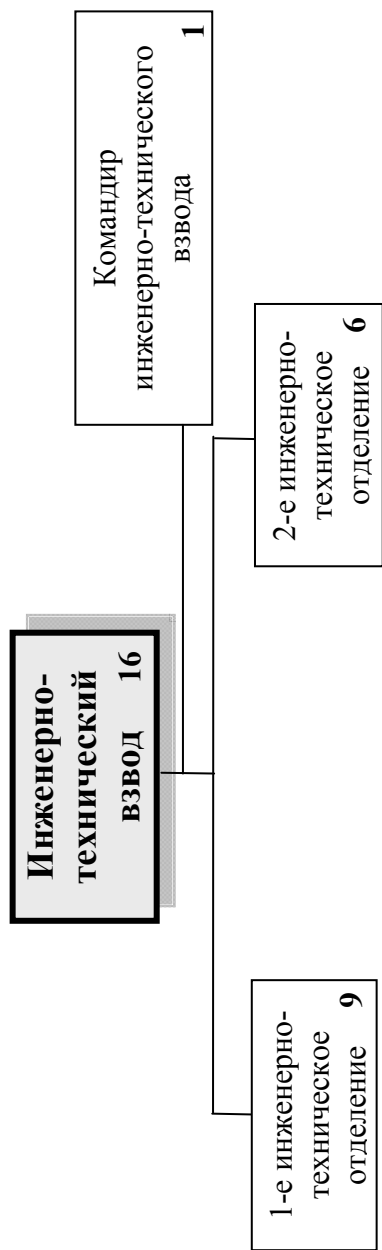 Инженерно-
технический
взвод 16
Командир
инженерно-технического
взвода
1
1-е инженерно-
техническое
отделение 9
2-е инженерно-
техническое
отделение 6